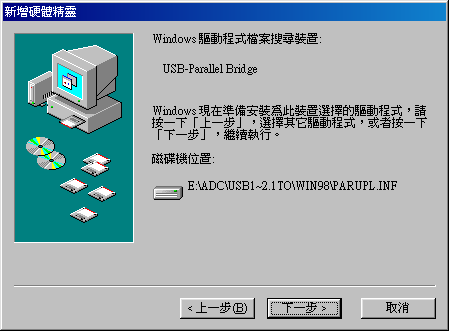 新增硬體精靈
Windows 驅動程式檔案搜尋裝置:
USB-Parallel Bridge
Windows 現在準備安裝爲此裝置選擇的驅動程式，請
按一下「上一步」，選擇其它驅動程式，或者按一下
「下一步」，繼續執行。
磁碟機位置:
E:\ADC\USB1~2.1TO\WIN98\PARUPL.INF
< 上一步(B) 下一步 > 取消